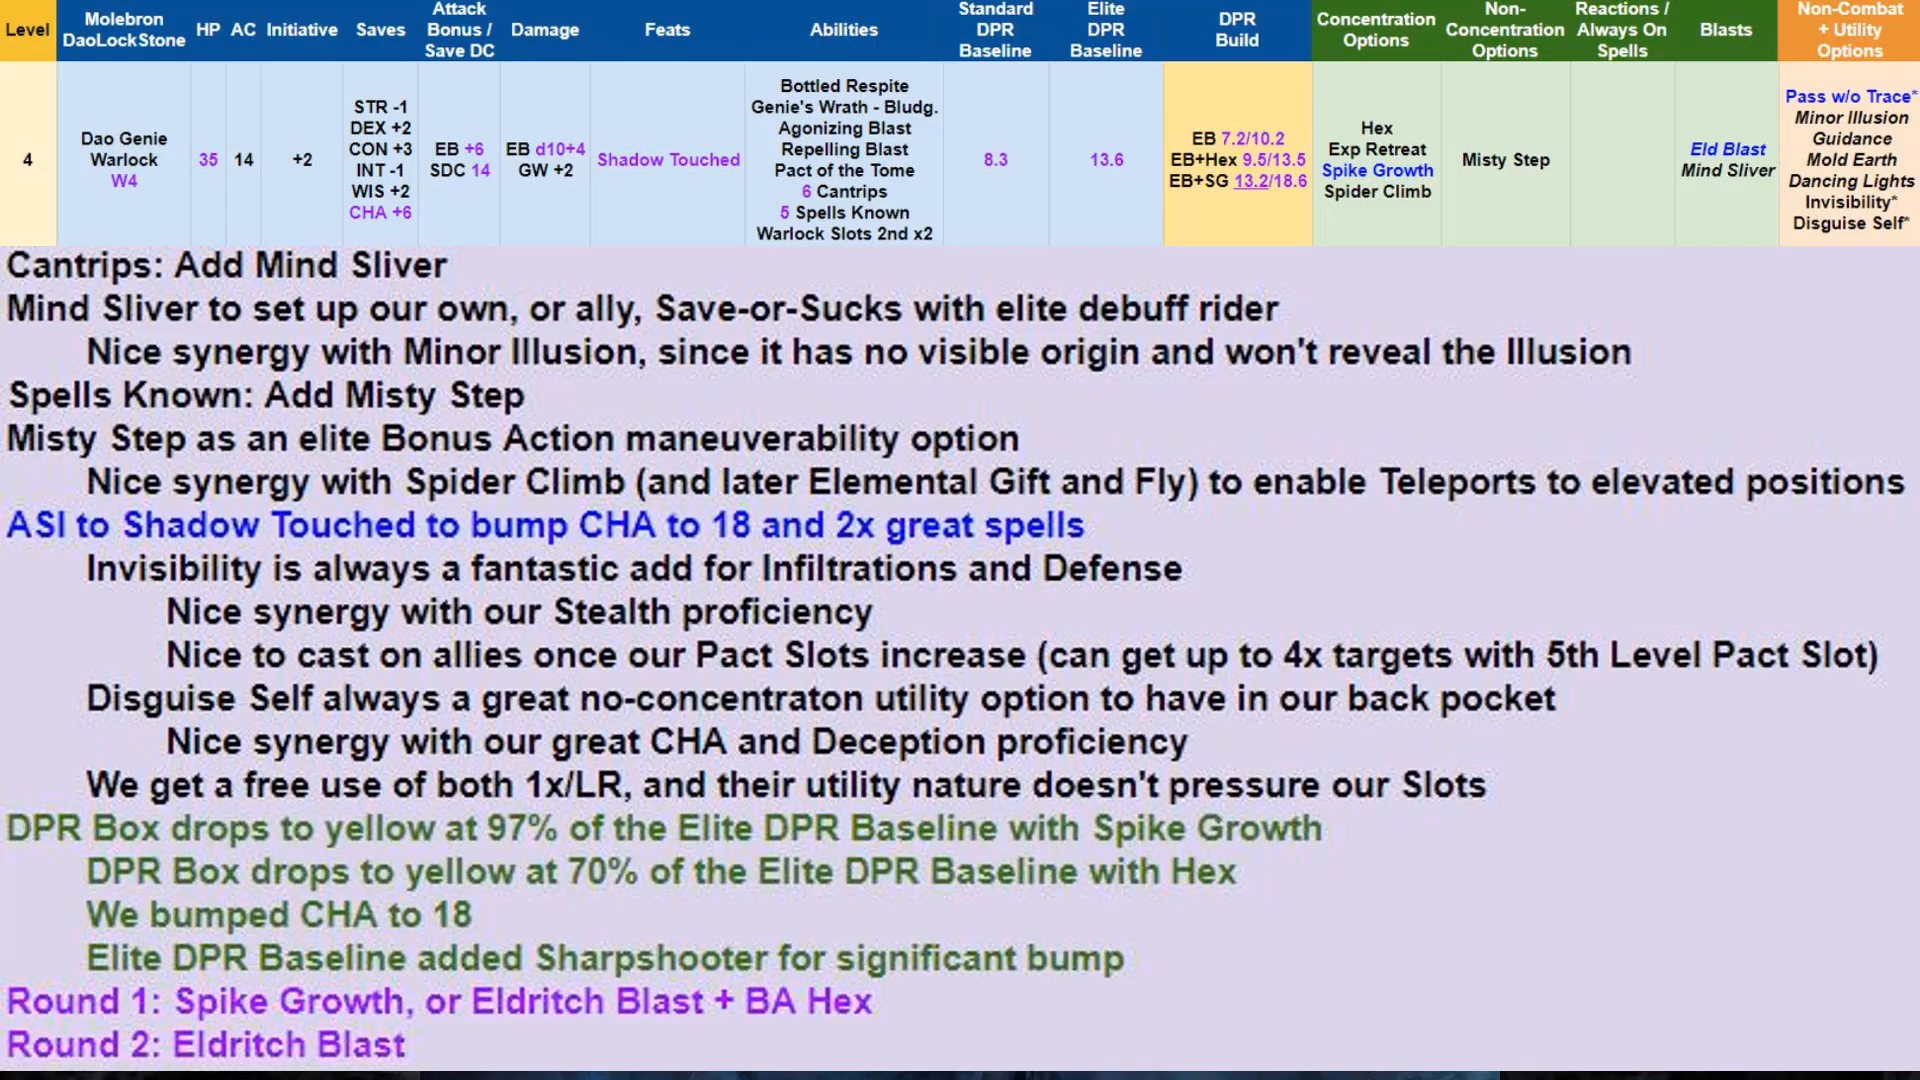 Level
Molebron
DaoLockStone
HP
AC
Initiative
Saves
Attack
Bonus /
Save DC
Damage
Feats
Abilities
Standard
DPR
Baseline
Elite
DPR
Baseline
DPR
Build
Concentration
Options
Non-
Concentration
Options
Reactions /
Always On
Spells
Blasts
Non-Combat
+ Utility
Options
4
Dao Genie
Warlock
W4
35
14
+2
STR -1
DEX +2
CON +3
INT -1
WIS +2
CHA +6
EB +6
SDC 14
EB d10+4
GW +2
Shadow Touched
Bottled Respite
Genie's Wrath - Bludg.
Agonizing Blast
Repelling Blast
Pact of the Tome
6 Cantrips
5 Spells Known
Warlock Slots 2nd x2
8.3
13.6
EB 7.2/10.2
EB+Hex 9.5/13.5
EB+SG 13.2/18.6
Hex
Exp Retreat
Spike Growth
Spider Climb
Misty Step
Eld Blast
Mind Sliver
Pass w/o Trace*
Minor Illusion
Guidance
Mold Earth
Dancing Lights
Invisibility*
Disguise Self*
Cantrips: Add Mind Sliver
Mind Sliver to set up our own, or ally, Save-or-Sucks with elite debuff rider
Nice synergy with Minor Illusion, since it has no visible origin and won't reveal the Illusion
Spells Known: Add Misty Step
Misty Step as an elite Bonus Action maneuverability option
Nice synergy with Spider Climb (and later Elemental Gift and Fly) to enable Teleports to elevated positions
ASI to Shadow Touched to bump CHA to 18 and 2x great spells
Invisibility is always a fantastic add for Infiltrations and Defense
Nice synergy with our Stealth proficiency
Nice to cast on allies once our Pact Slots increase (can get up to 4x targets with 5th Level Pact Slot)
Disguise Self always a great no-concentraton utility option to have in our back pocket
Nice synergy with our great CHA and Deception proficiency
We get a free use of both 1x/LR, and their utility nature doesn't pressure our Slots
DPR Box drops to yellow at 97% of the Elite DPR Baseline with Spike Growth
DPR Box drops to yellow at 70% of the Elite DPR Baseline with Hex
We bumped CHA to 18
Elite DPR Baseline added Sharpshooter for significant bump
Round 1: Spike Growth, or Eldritch Blast + BA Hex
Round 2: Eldritch Blast